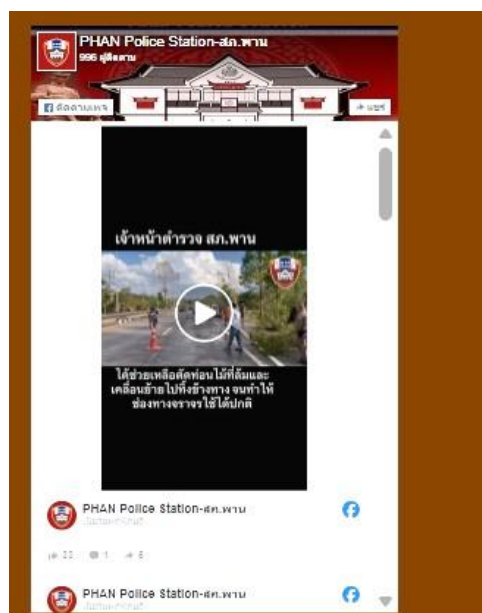 PHAN Police Station-สภ.พาน
996 ผู้ติดตาม
ติดตามเพจ
แชร์
เจ้าหน้าตำรวจ สภ.พาน
ได้ช่วยเหลือตัดท่อนไม้ที่ล้มและ
เคลื่อนย้ายไปทิ้งข้างทาง จนทำให้
ช่องทางจราจรใช้ได้ปกติ
PHAN Police Station-สภ.พาน
22 1 6
PHAN Police Station-สภ.พาน